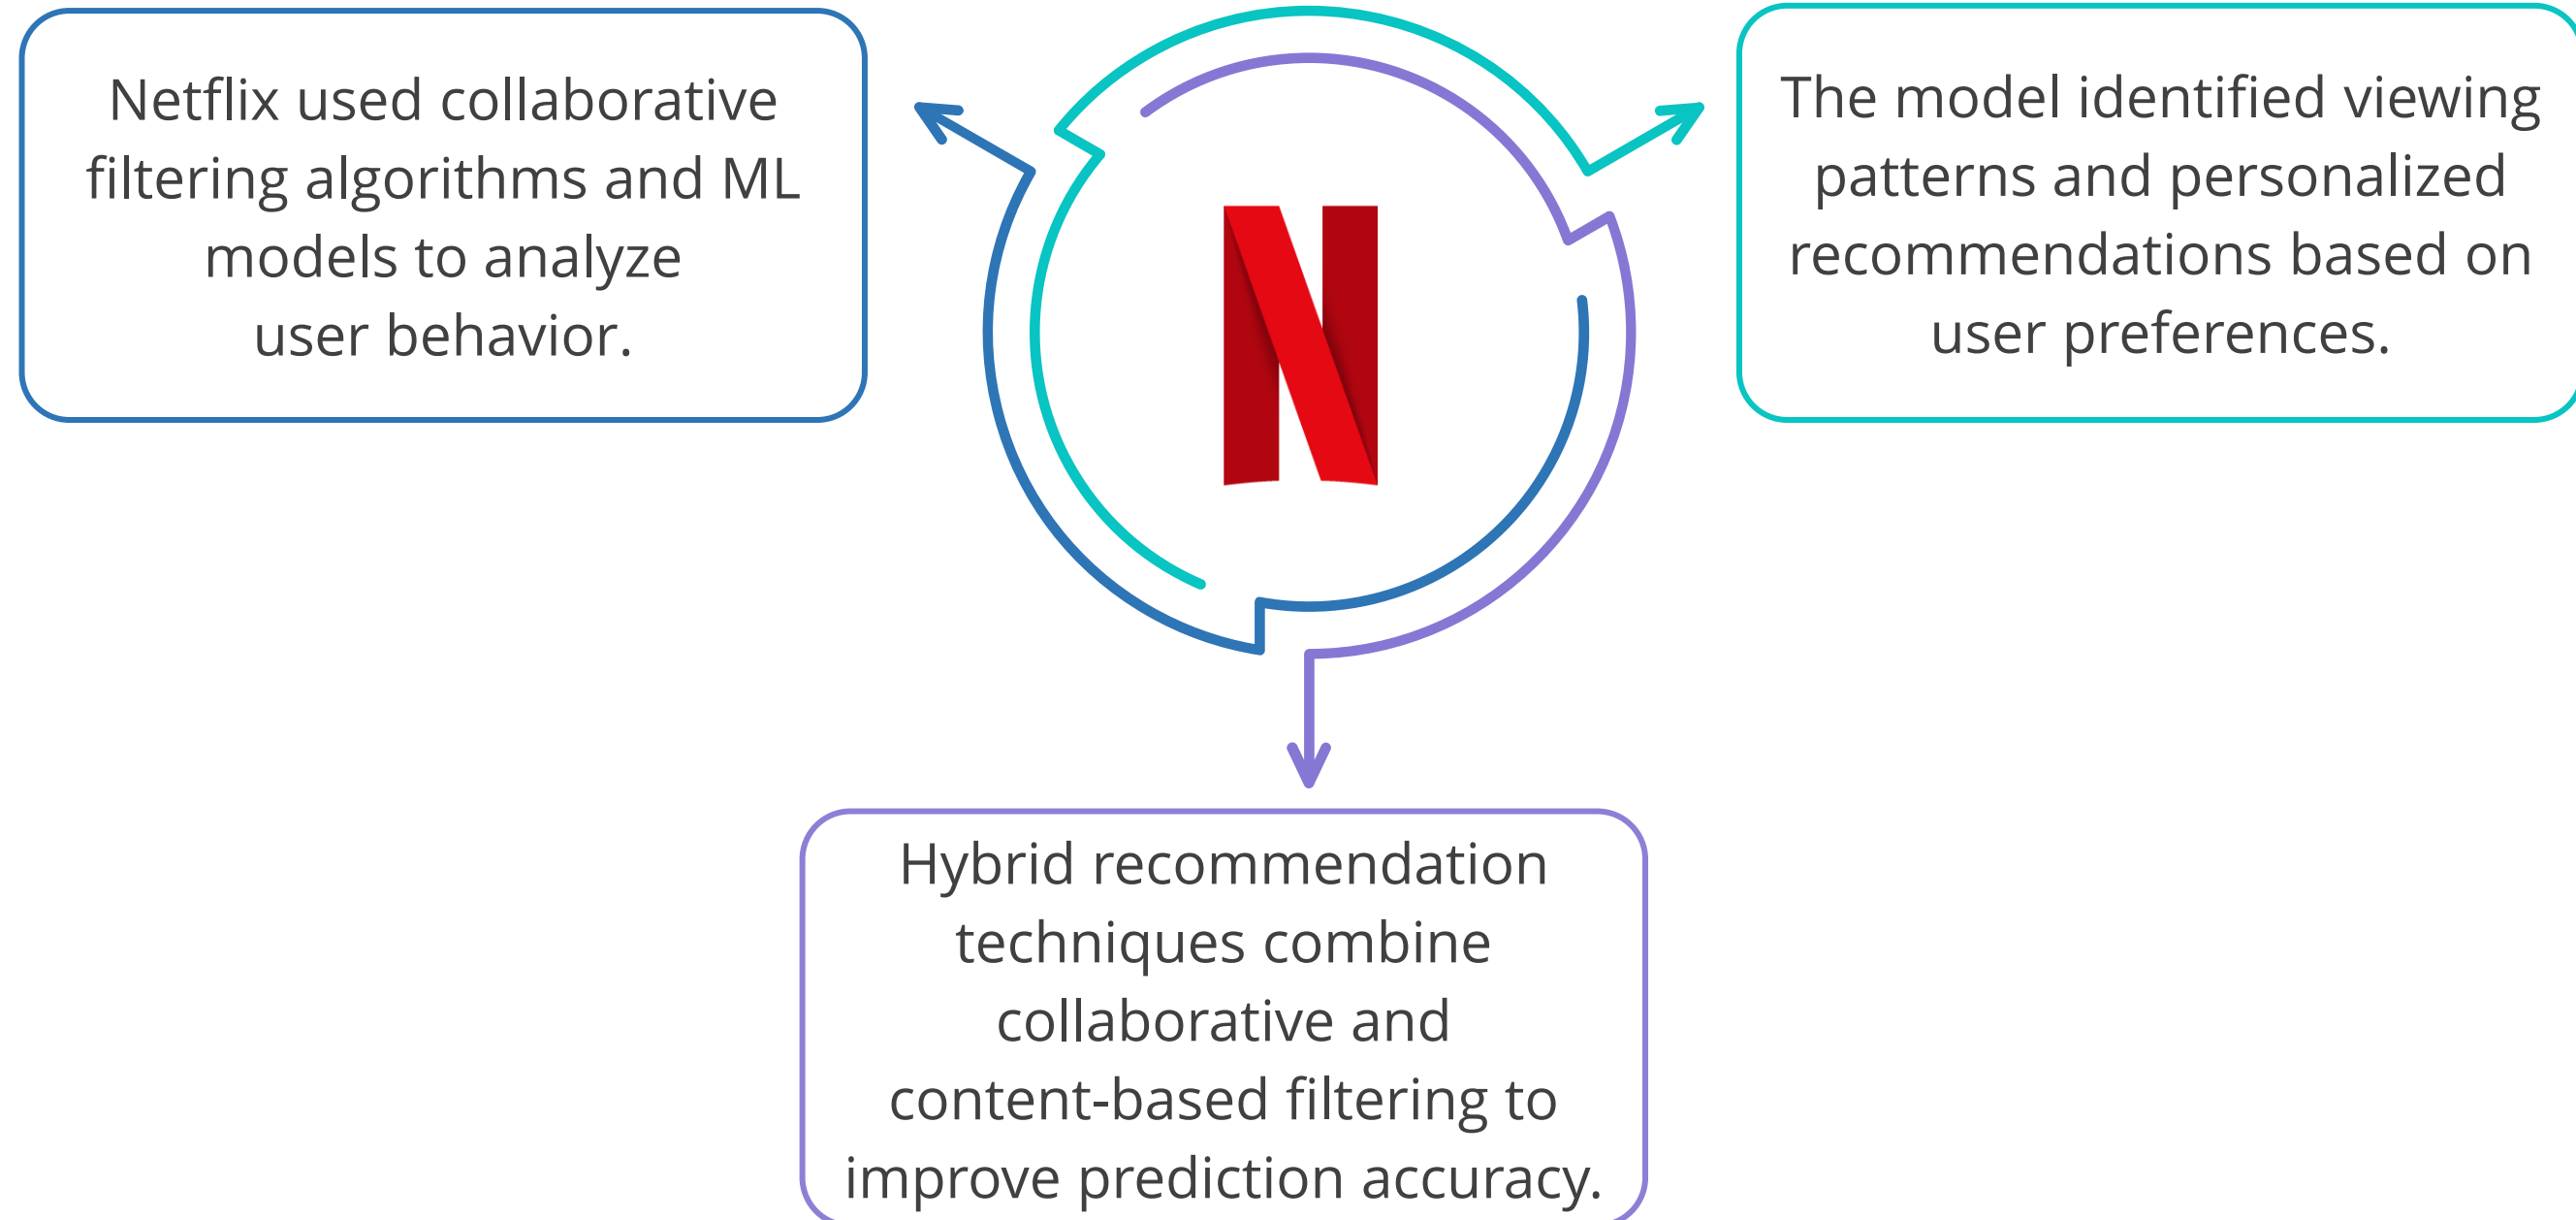 Netflix used collaborative
filtering algorithms and ML
models to analyze
user behavior.
The model identified viewing
patterns and personalized
recommendations based on
user preferences.
Hybrid recommendation
techniques combine
collaborative and
content-based filtering to
improve prediction accuracy.